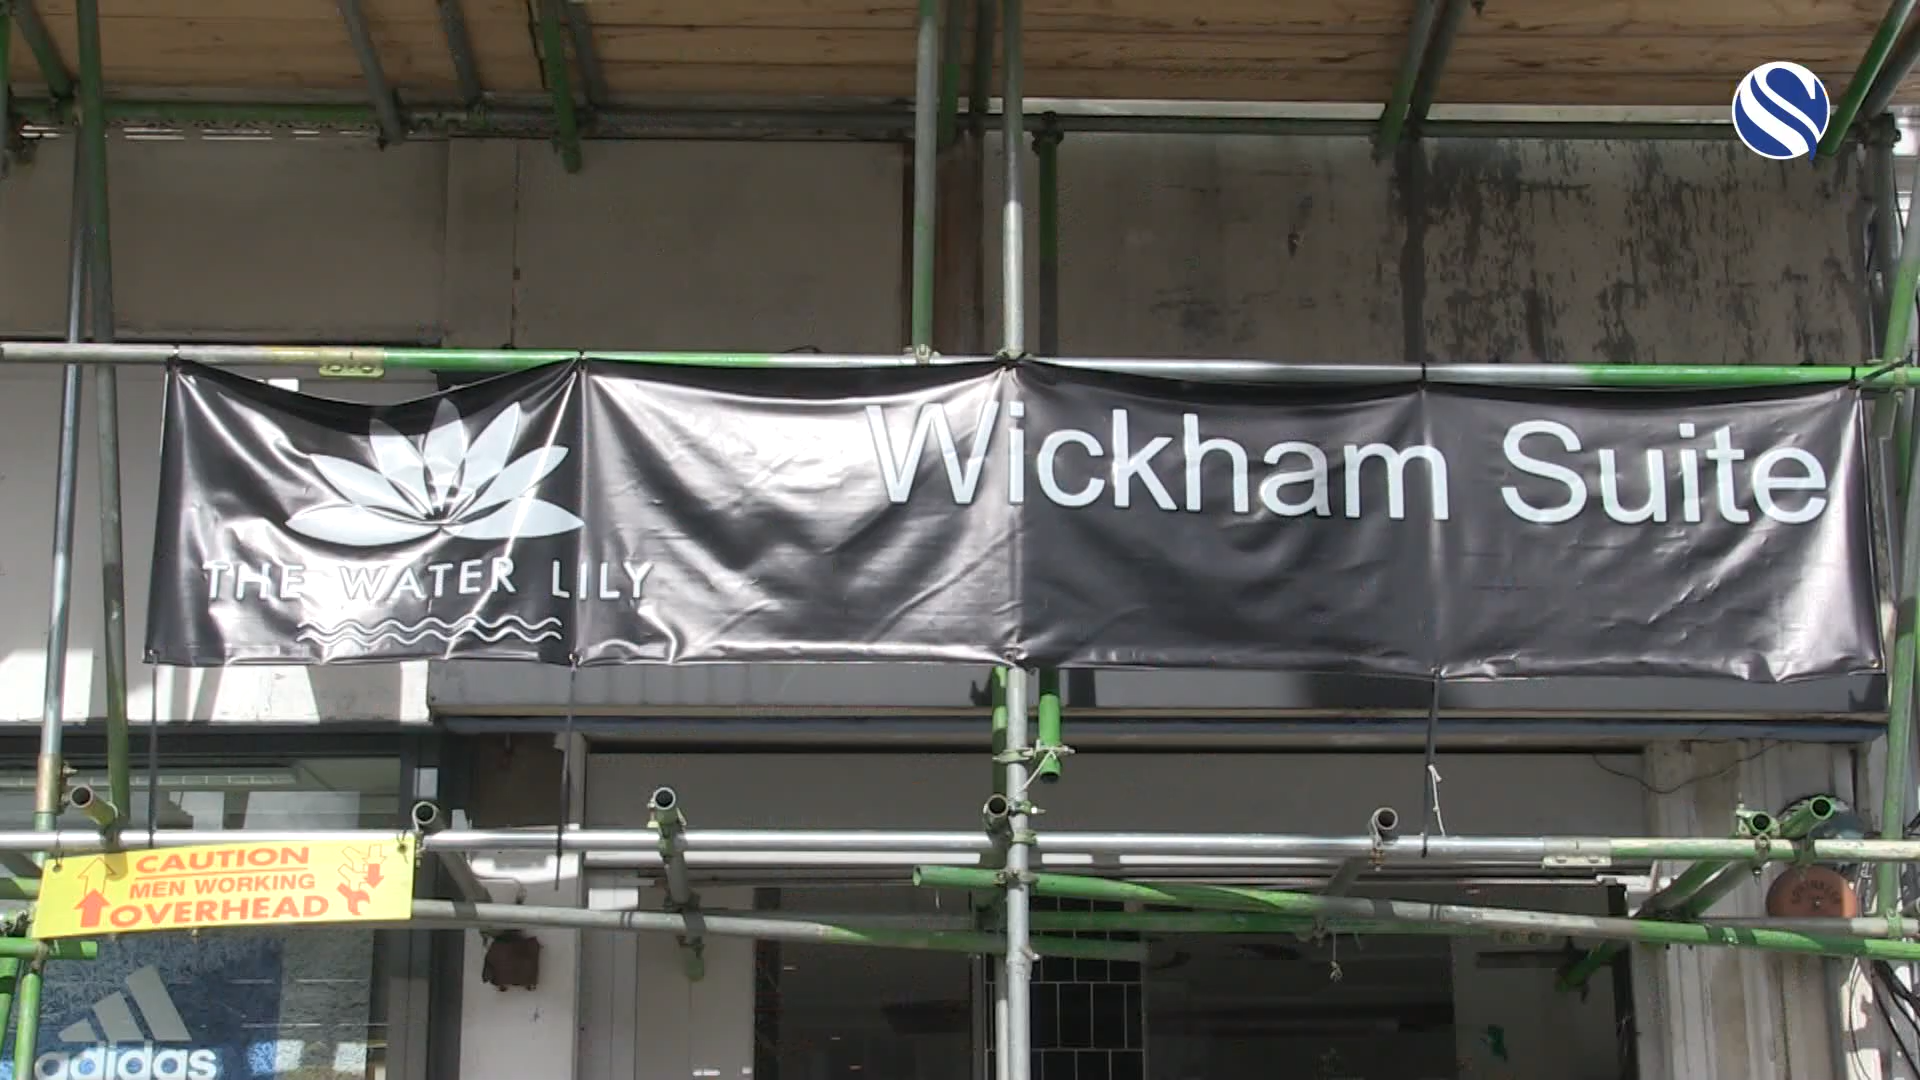 Wickham Suite
THE WATER LILY
CAUTION
MEN WORKING
OVERHEAD
adidas